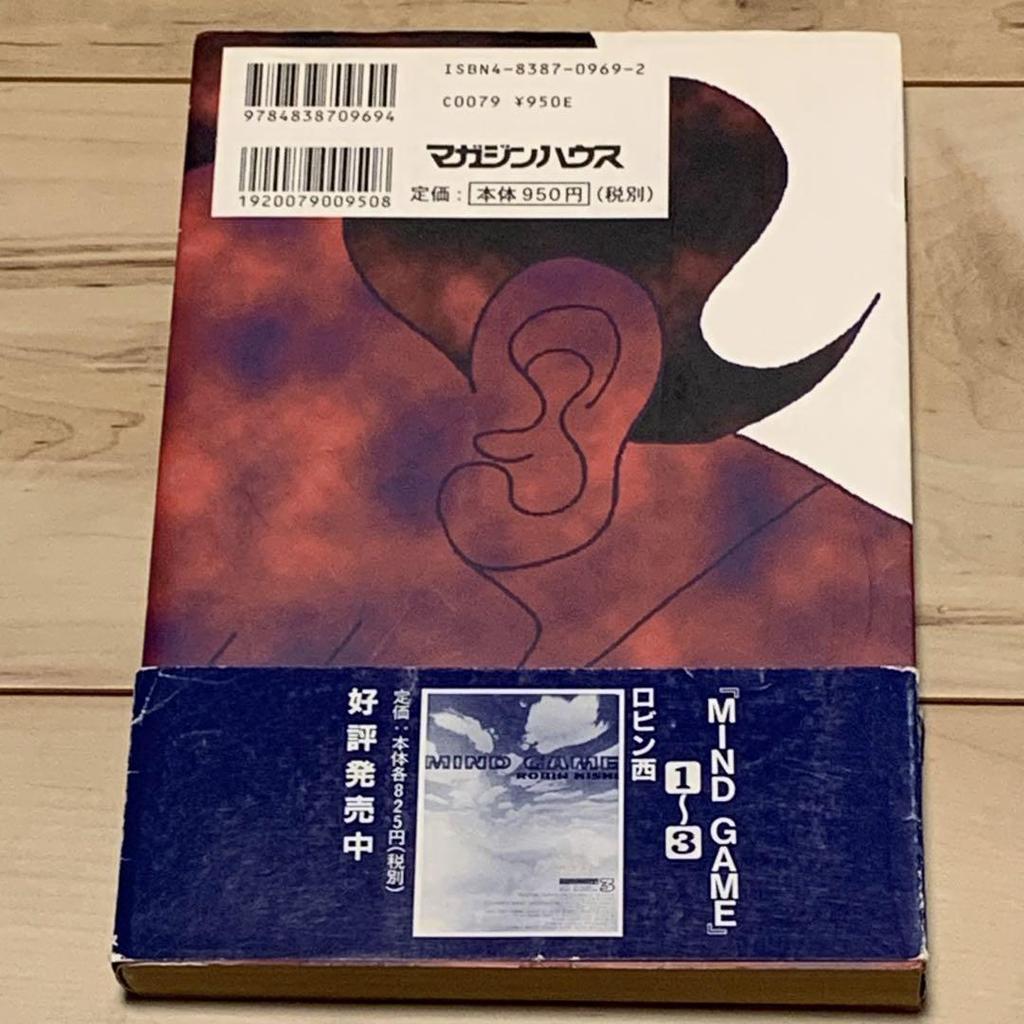 ISBN4-8387-0969-2
9784838709694
C0079 ¥950E
マガジンハウス
1920079009508
定価：本体950円（税別）
『MIND GAME』
1〜3
ロビン西
MIND GAME
ROBIN NISHI
3
定価：本体各825円（税別）
好評発売中